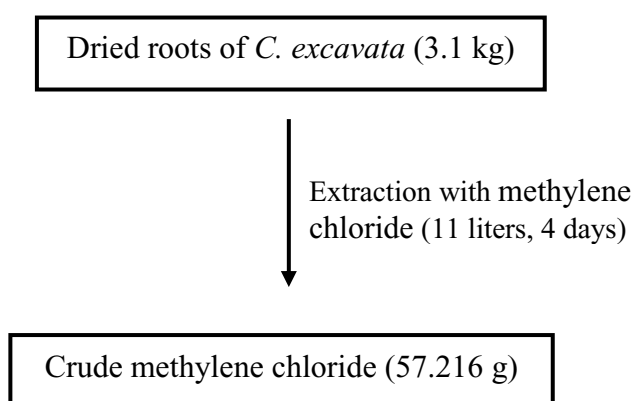 Dried roots of C. excavata (3.1 kg)
Extraction with methylene
chloride (11 liters, 4 days)
Crude methylene chloride (57.216 g)